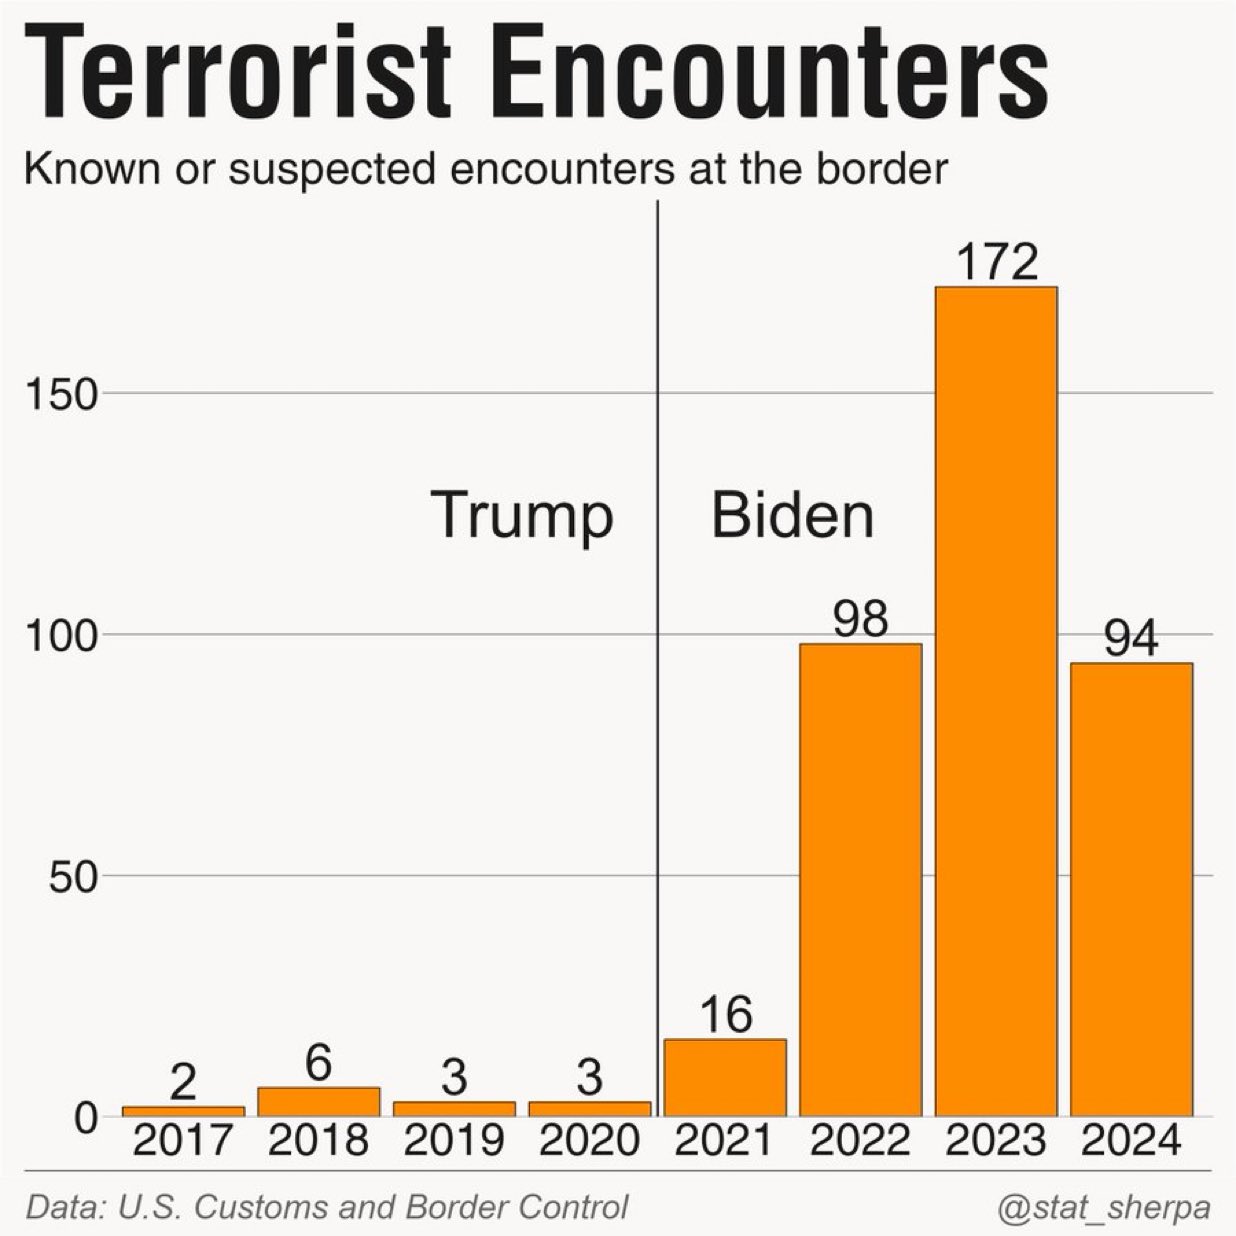 Terrorist Encounters
Known or suspected encounters at the border
172
150
Trump Biden
98
100
94
50
16
2 6 3 3
0
2017 2018 2019 2020 2021 2022 2023 2024
Data: U.S. Customs and Border Control @stat_sherpa